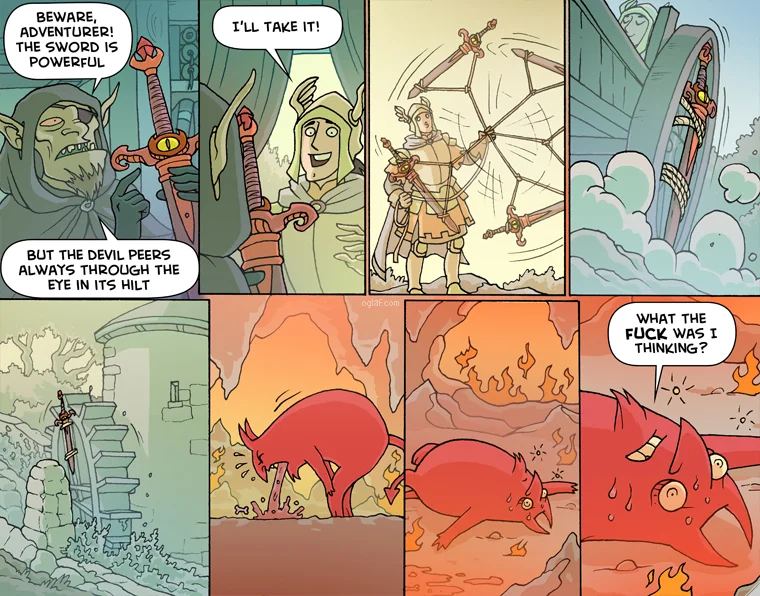 BEWARE,
ADVENTURER!
THE SWORD IS
POWERFUL
BUT THE DEVIL PEERS
ALWAYS THROUGH THE
EYE IN ITS HILT
I'LL TAKE IT!
oglaf.com
WHAT THE
FUCK WAS I
THINKING?